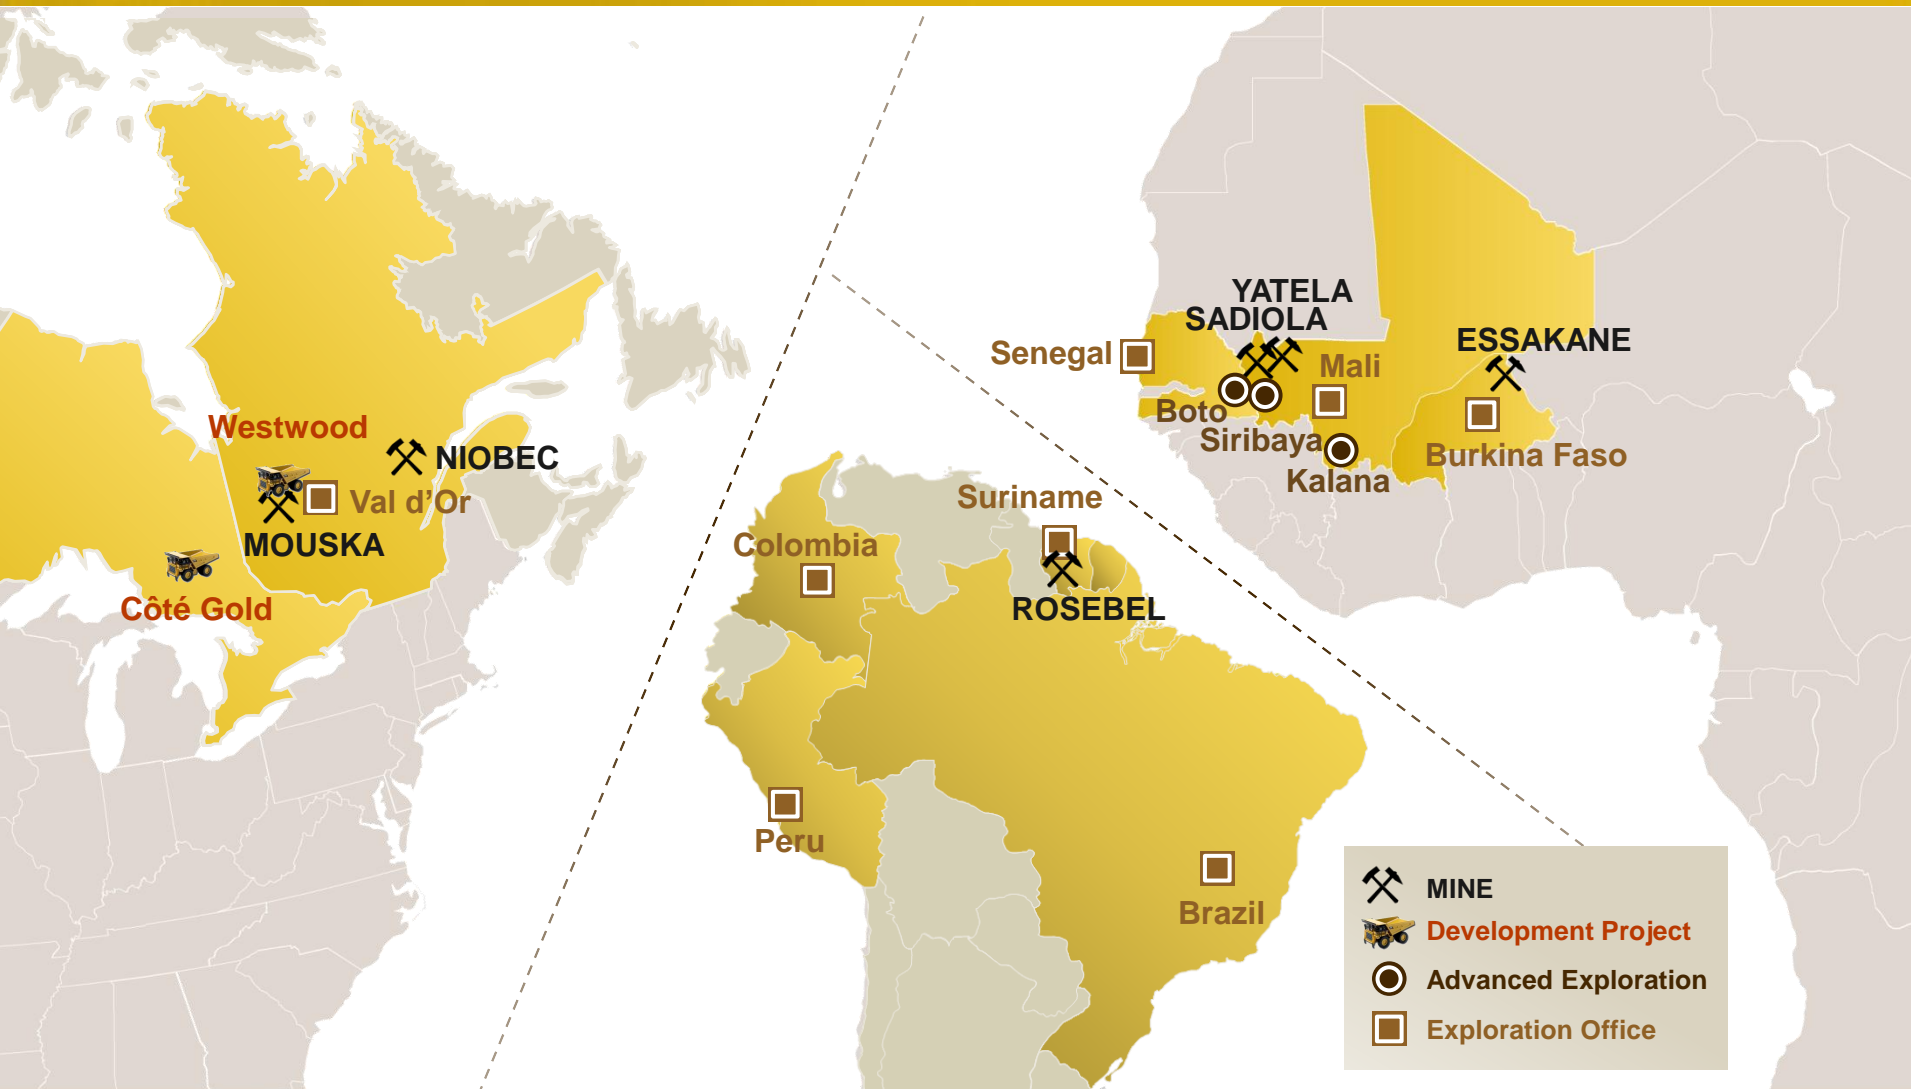 Westwood
NIOBEC
Val d'Or
MOUSKA
Côté Gold
YATELA
SADIOLA
ESSAKANE
Senegal
Mali
Boto
Siribaya
Burkina Faso
Kalana
Suriname
Colombia
ROSEBEL
Peru
Brazil
MINE
Development Project
Advanced Exploration
Exploration Office